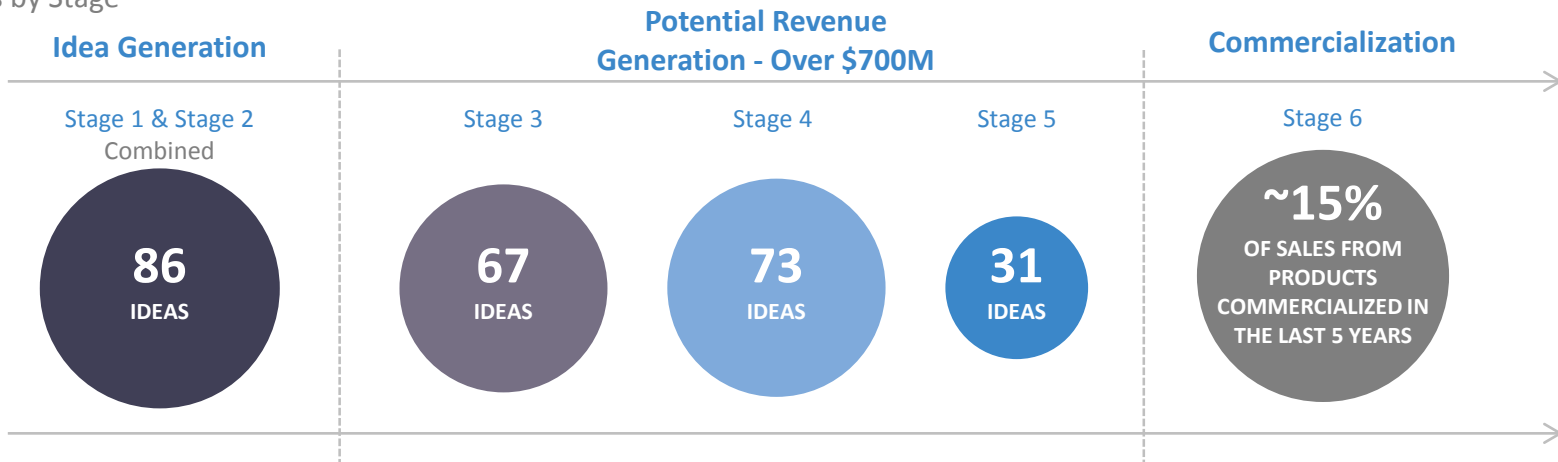 by Stage
Idea Generation
Potential Revenue
Generation - Over $700M
Commercialization
Stage 1 & Stage 2
Combined
Stage 3
Stage 4
Stage 5
Stage 6
86
IDEAS
67
IDEAS
73
IDEAS
31
IDEAS
~15%
OF SALES FROM
PRODUCTS
COMMERCIALIZED IN
THE LAST 5 YEARS